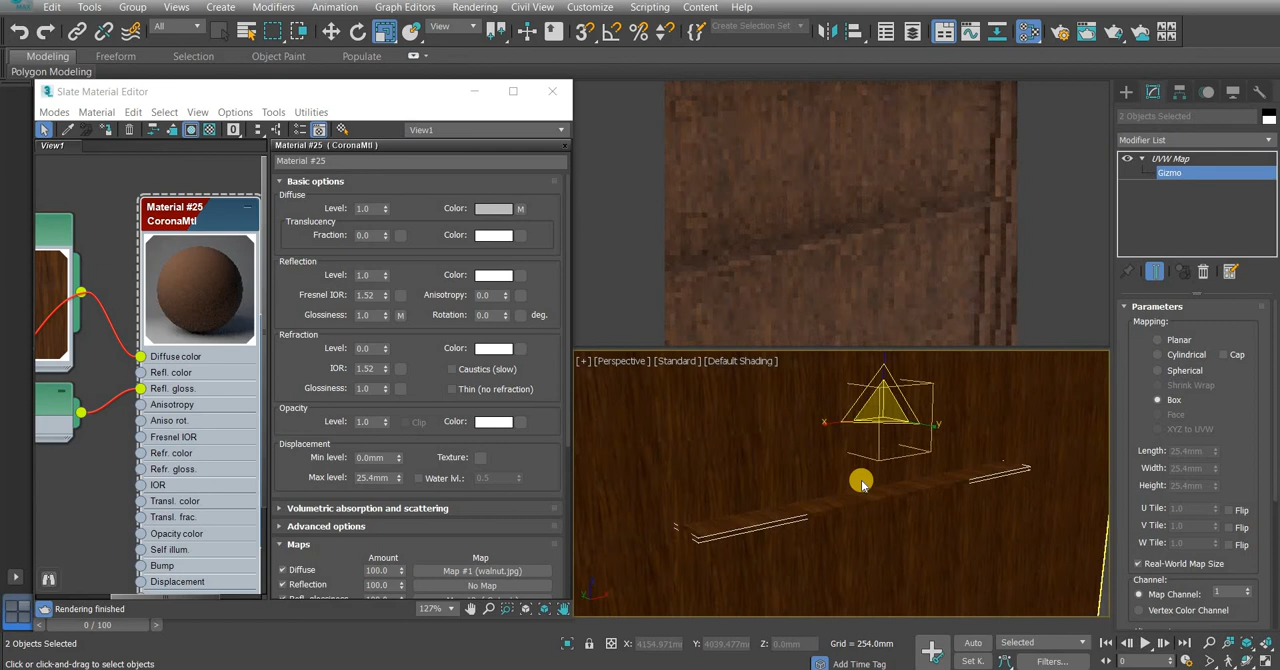 Edit Tools Group Views Create Modifiers Animation Graph Editors Rendering Civil View Customize Scripting Content Help
All View Create Selection Set
Modeling Freeform Selection Object Paint Populate
Polygon Modeling
Slate Material Editor
Modes Material Edit Select View Options Tools Utilities
View1
View1
Material #25 ( CoronaMtl )
Material #25
Material #25
CoronaMtl
Diffuse color
Refl. color
Refl. gloss.
Anisotropy
Aniso rot.
Fresnel IOR
Refr. color
Refr. gloss.
IOR
Transl. color
Transl. frac.
Opacity color
Self illum.
Bump
Displacement
Basic options
Diffuse
Level: 1.0 Color: M
Translucency
Fraction: 0.0 Color:
Reflection
Level: 1.0 Color:
Fresnel IOR: 1.52 Anisotropy: 0.0
Glossiness: 1.0 M Rotation: 0.0 deg.
Refraction
Level: 0.0 Color:
IOR: 1.52 Caustics (slow)
Glossiness: 1.0 Thin (no refraction)
Opacity
Level: 1.0 Clip Color:
Displacement
Min level: 0.0mm Texture:
Max level: 25.4mm Water lvl.: 0.5
Volumetric absorption and scattering
Advanced options
Maps
Amount Map
Diffuse 100.0 Map #1 (walnut.jpg)
Reflection 100.0 No Map
Rendering finished 127%
[+] [Perspective] [Standard] [Default Shading]
x y
2 Objects Selected
Modifier List
UVW Map
Gizmo
Parameters
Mapping:
Planar
Cylindrical Cap
Spherical
Shrink Wrap
Box
Face
XYZ to UVW
Length: 25.4mm
Width: 25.4mm
Height: 25.4mm
U Tile: 1.0 Flip
V Tile: 1.0 Flip
W Tile: 1.0 Flip
Real-World Map Size
Channel:
Map Channel: 1
Vertex Color Channel
0 / 100
2 Objects Selected X: 4154.971mm Y: 4039.477mm Z: 0.0mm Grid = 254.0mm Auto Selected
Click or click-and-drag to select objects Add Time Tag Set K. Filters... 0